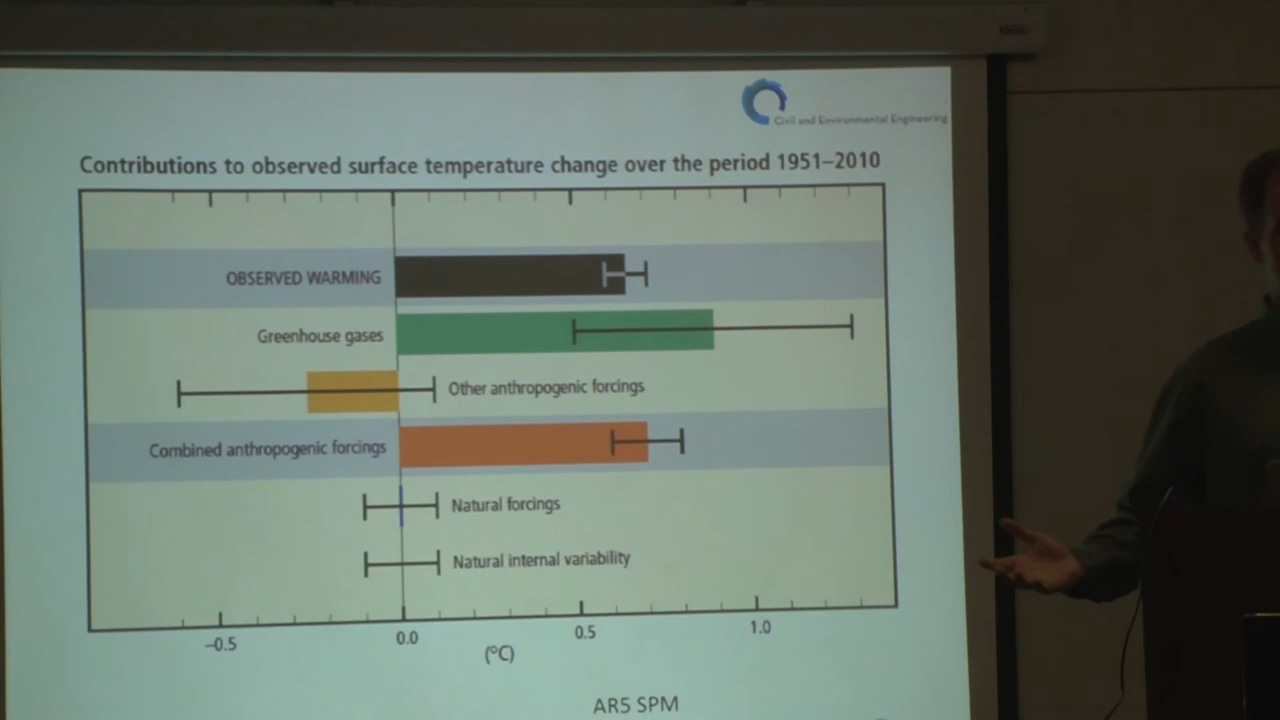 Civil and Environmental Engineering
Contributions to observed surface temperature change over the period 1951–2010
OBSERVED WARMING
Greenhouse gases
Other anthropogenic forcings
Combined anthropogenic forcings
Natural forcings
Natural internal variability
–0.5 0.0 0.5 1.0
(°C)
AR5 SPM